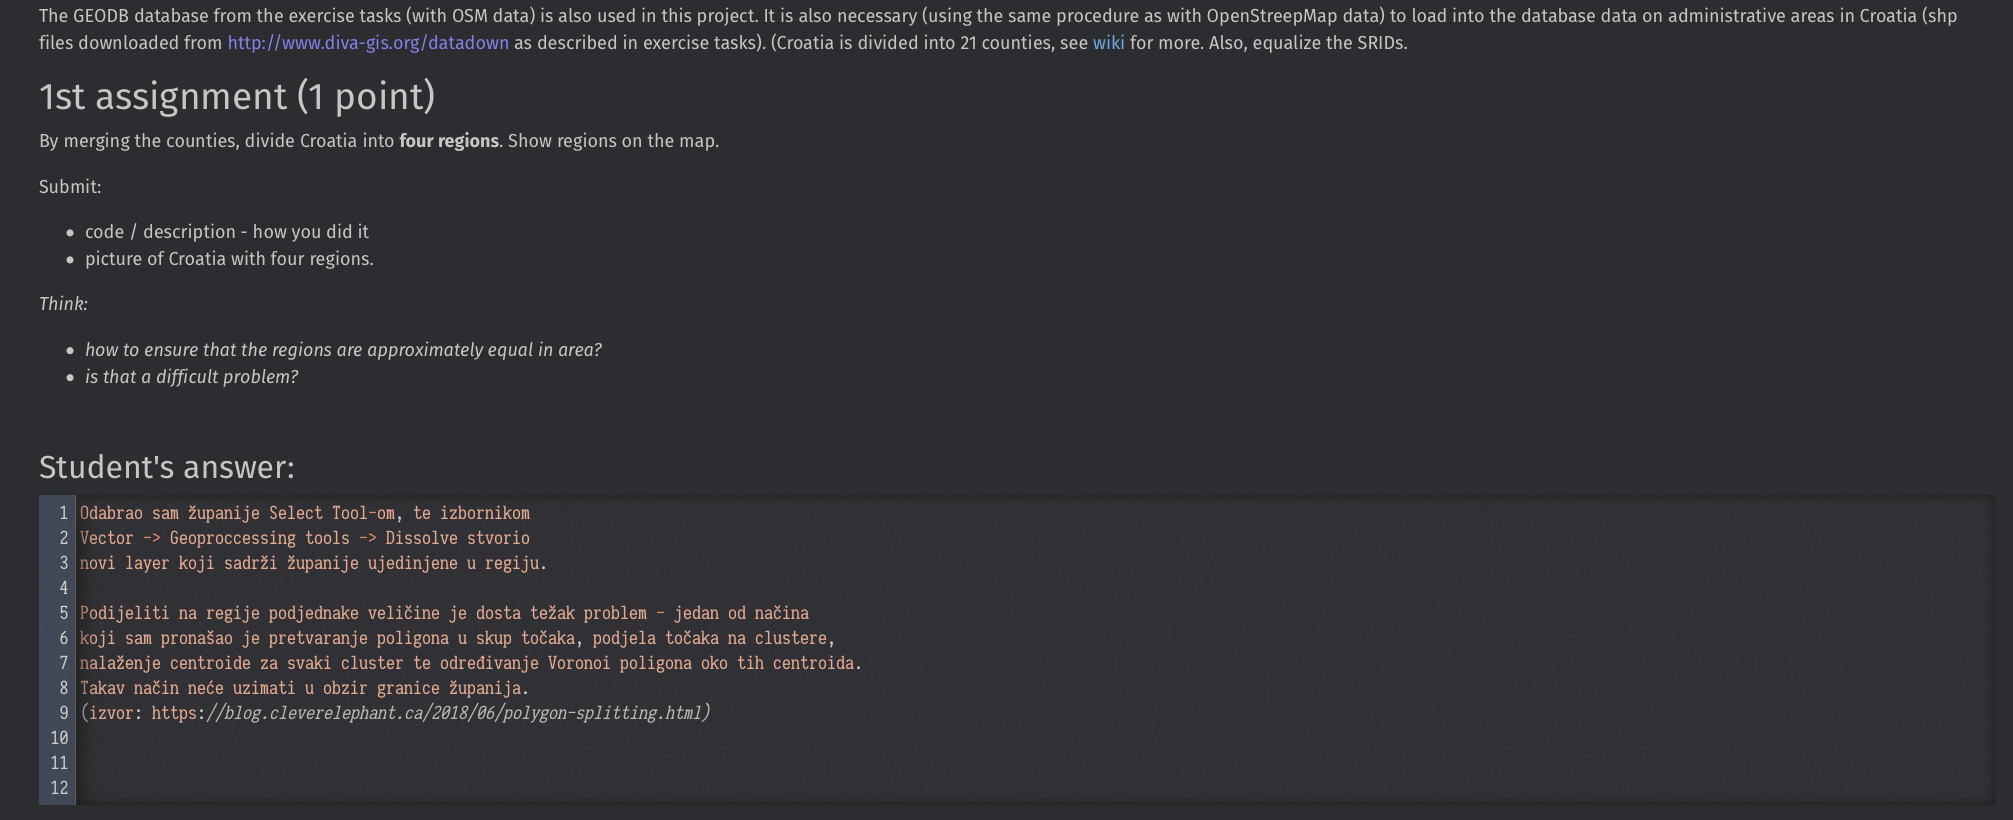 The GEODB database from the exercise tasks (with OSM data) is also used in this project. It is also necessary (using the same procedure as with OpenStreepMap data) to load into the database data on administrative areas in Croatia (shp
files downloaded from http://www.diva-gis.org/datadown as described in exercise tasks). (Croatia is divided into 21 counties, see wiki for more. Also, equalize the SRIDs.
1st assignment (1 point)
By merging the counties, divide Croatia into four regions. Show regions on the map.
Submit:
• code / description - how you did it
• picture of Croatia with four regions.
Think:
• how to ensure that the regions are approximately equal in area?
• is that a difficult problem?
Student's answer:
1 Odabrao sam županije Select Tool-om, te izbornikom
2 Vector -> Geoproccessing tools -> Dissolve stvorio
3 novi layer koji sadrži županije ujedinjene u regiju.
4
5 Podijeliti na regije podjednake veličine je dosta težak problem - jedan od načina
6 koji sam pronašao je pretvaranje poligona u skup točaka, podjela točaka na clustere,
7 nalaženje centroide za svaki cluster te određivanje Voronoi poligona oko tih centroida.
8 Takav način neće uzimati u obzir granice županija.
9 (izvor: https://blog.cleverelephant.ca/2018/06/polygon-splitting.html)
10
11
12